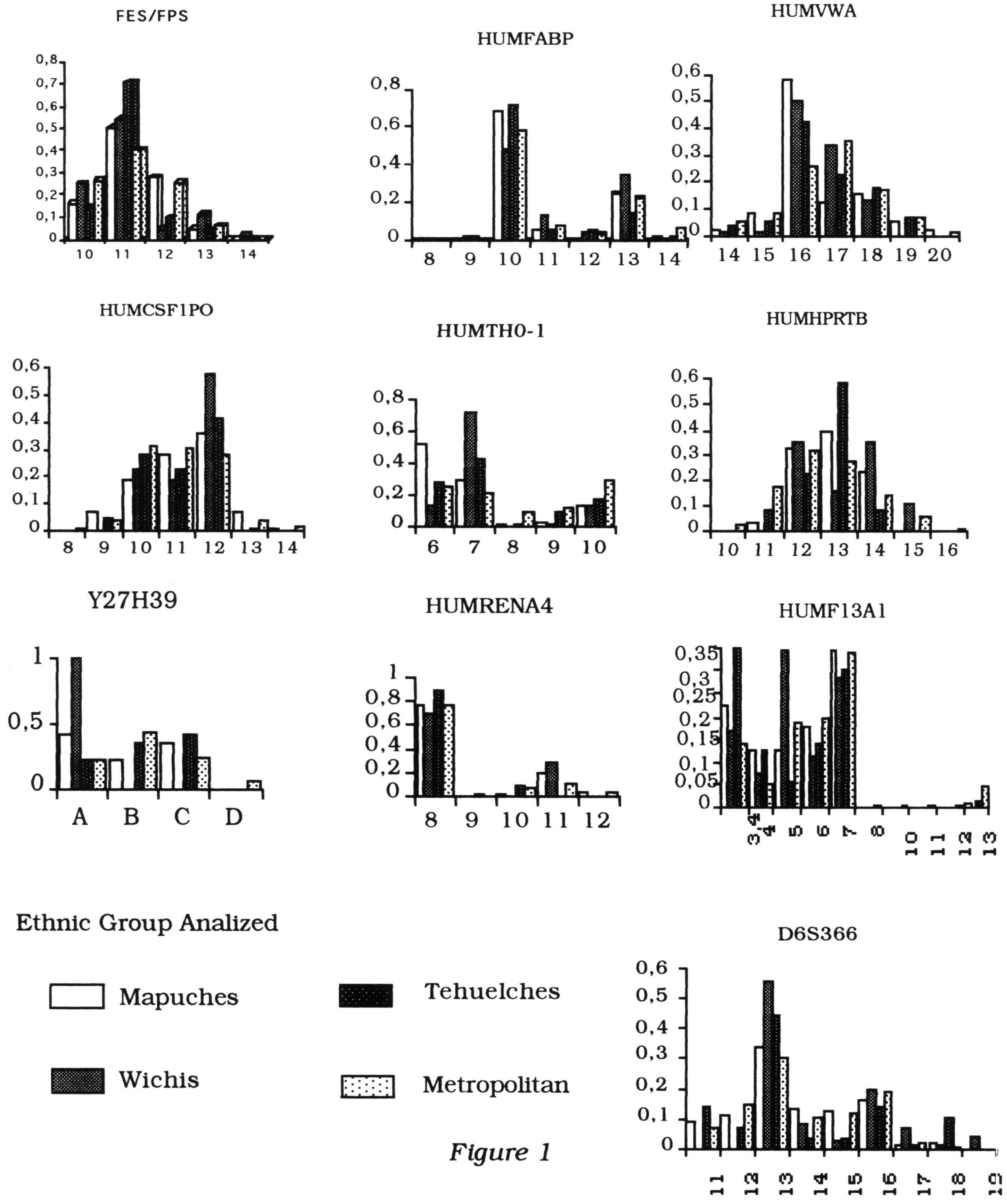 FES/FPS
0,8
0,7
0,6
0,5
0,4
0,3
0,2
0,1
0
10 11 12 13 14
HUMFABP
0,8
0,6
0,4
0,2
0
8 9 10 11 12 13 14
HUMVWA
0,6
0,5
0,4
0,3
0,2
0,1
0
14 15 16 17 18 19 20
HUMCSF1PO
0,6
0,5
0,4
0,3
0,2
0,1
0
8 9 10 11 12 13 14
HUMTH0-1
0,8
0,6
0,4
0,2
0
6 7 8 9 10
HUMHPRTB
0,6
0,5
0,4
0,3
0,2
0,1
0
10 11 12 13 14 15 16
Y27H39
1
0,5
0
A B C D
HUMRENA4
1
0,8
0,6
0,4
0,2
0
8 9 10 11 12
HUMF13A1
0,35
0,3
0,25
0,2
0,15
0,1
0,05
0
3,4 4 5 6 7 8 10 11 12 13
Ethnic Group Analized
Mapuches
Tehuelches
Wichis
Metropolitan
D6S366
0,6
0,5
0,4
0,3
0,2
0,1
0
11 12 13 14 15 16 17 18 19
Figure 1